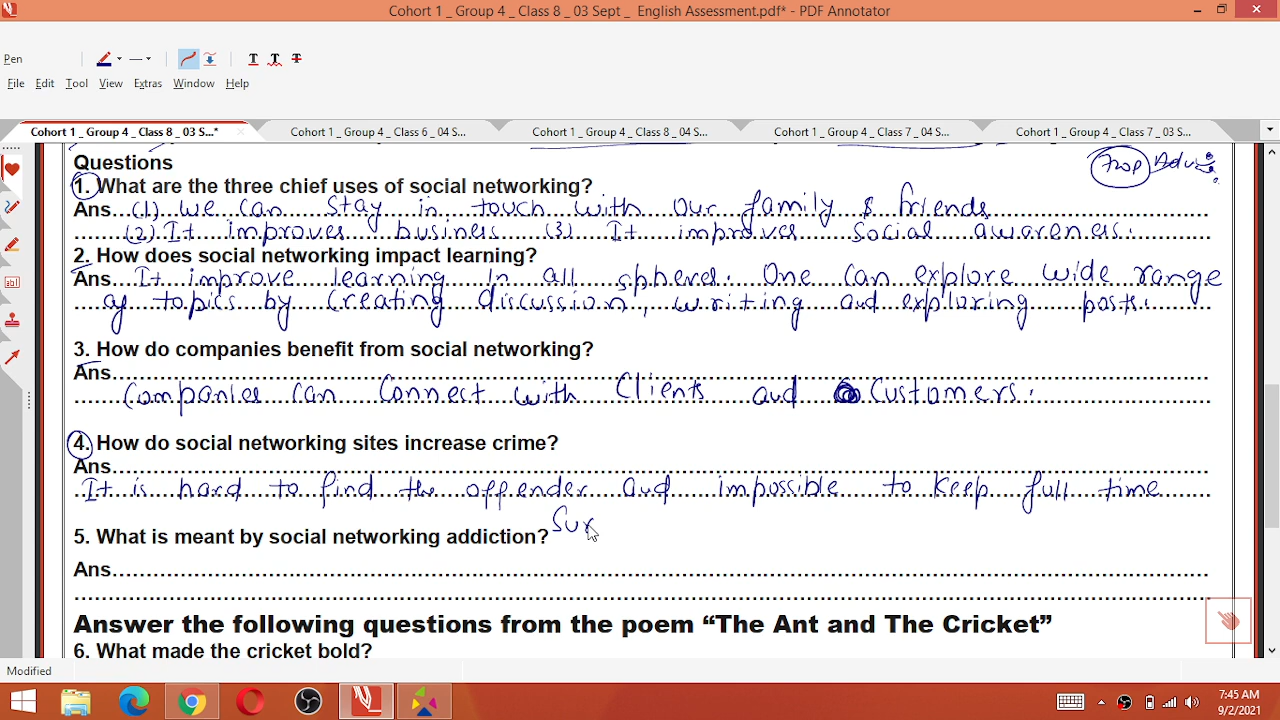 Cohort 1 _ Group 4 _ Class 8 _ 03 Sept _ English Assessment.pdf* - PDF Annotator
Pen
T T T
File Edit Tool View Extras Window Help
Cohort 1 _ Group 4 _ Class 8 _ 03 S...* Cohort 1 _ Group 4 _ Class 6 _ 04 S... Cohort 1 _ Group 4 _ Class 8 _ 04 S... Cohort 1 _ Group 4 _ Class 7 _ 04 S... Cohort 1 _ Group 4 _ Class 7 _ 03 S...
Questions
1. What are the three chief uses of social networking?
Ans...(1) We can stay in touch with our family & friends
(2) It improves business (3) It improves social awareness.
2. How does social networking impact learning?
Ans It improve learning in all spheres. One can explore wide range
of topics by creating discussion, writing and exploring posts.
3. How do companies benefit from social networking?
Ans
Companies can connect with Clients and Customers.
4. How do social networking sites increase crime?
Ans
It is hard to find the offender and impossible to keep full time
Sur
5. What is meant by social networking addiction?
Ans
Answer the following questions from the poem “The Ant and The Cricket”
6. What made the cricket bold?
Modified
7:45 AM
9/2/2021